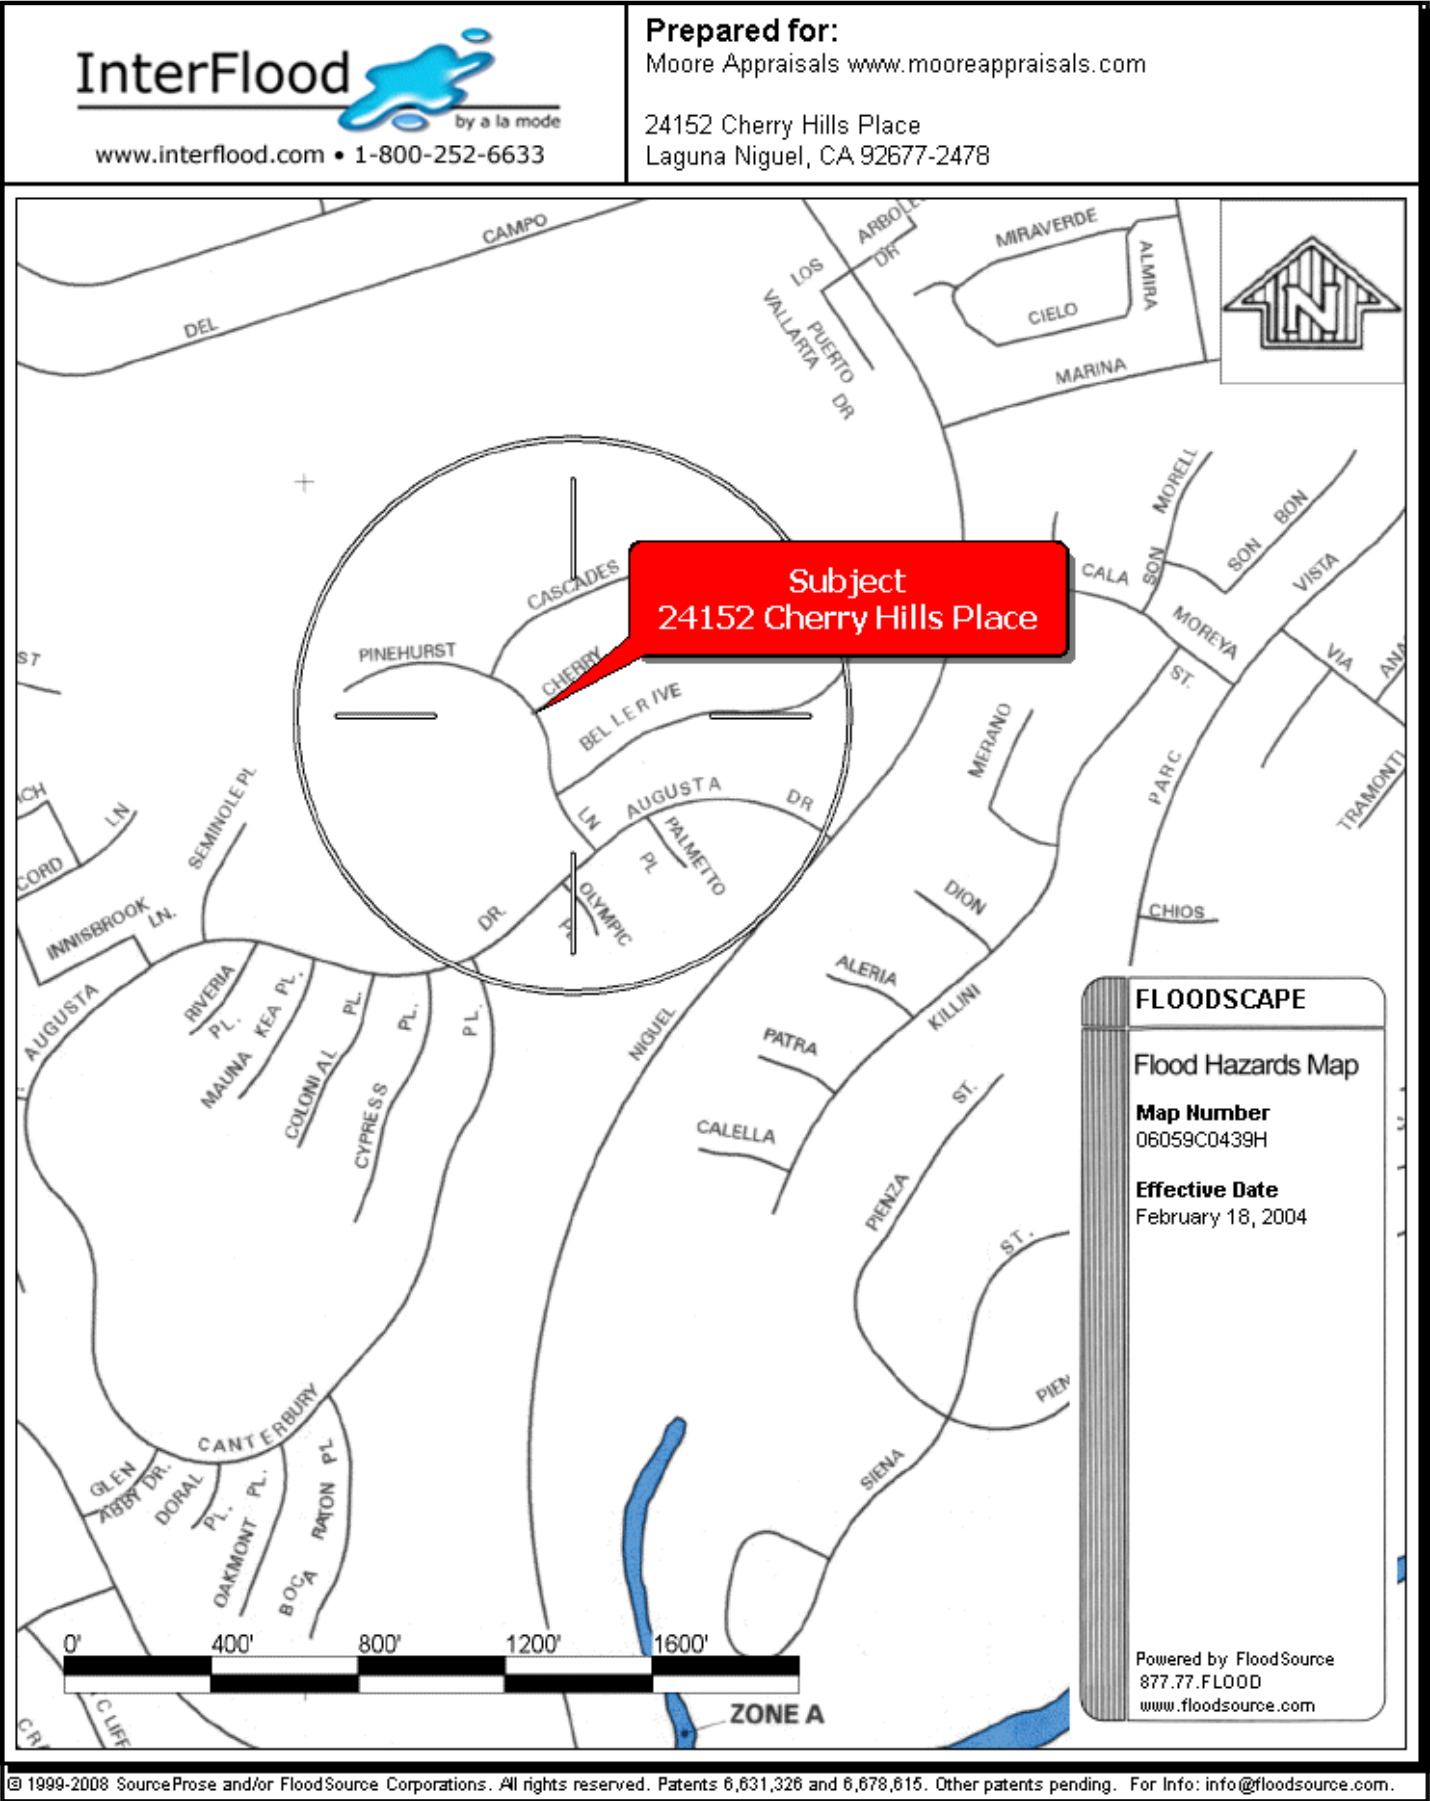 InterFlood
by a la mode
www.interflood.com • 1-800-252-6633
Prepared for:
Moore Appraisals www.mooreappraisals.com
24152 Cherry Hills Place
Laguna Niguel, CA 92677-2478
CAMPO
DEL
LOS
DR
VALLARTA
PUERTO
DR
MIRAVERDE
ALMIRA
CIELO
MARINA
N
CASCADES
Subject
24152 Cherry Hills Place
PINEHURST
CHERRY
BELLERIVE
AUGUSTA
DR
LN
PALMETTO
PL
OLYMPIC
DR.
CALA
SON
MORELL
SON BON
VISTA
MOREYA
ST.
VIA
MERANO
PARC
TRAMONTI
CHIOS
DION
ALERIA
KILLINI
PATRA
CALELLA
NIGUEL
ST.
PIENZA
ST.
SIENA
ST
LN
CORD
SEMINOLE PL
INNISBROOK
LN.
AUGUSTA
RIVERIA
PL.
MAUNA KEA PL.
COLONIAL
PL.
CYPRESS
PL.
PL.
CANTERBURY
GLEN
ABBY DR.
DORAL
PL.
OAKMONT PL.
BOCA RATON PL
0' 400' 800' 1200' 1600'
ZONE A
FLOODSCAPE
Flood Hazards Map
Map Number
06059C0439H
Effective Date
February 18, 2004
Powered by FloodSource
877.77.FLOOD
www.floodsource.com
© 1999-2008 SourceProse and/or FloodSource Corporations. All rights reserved. Patents 6,631,326 and 6,678,615. Other patents pending. For Info: info@floodsource.com.